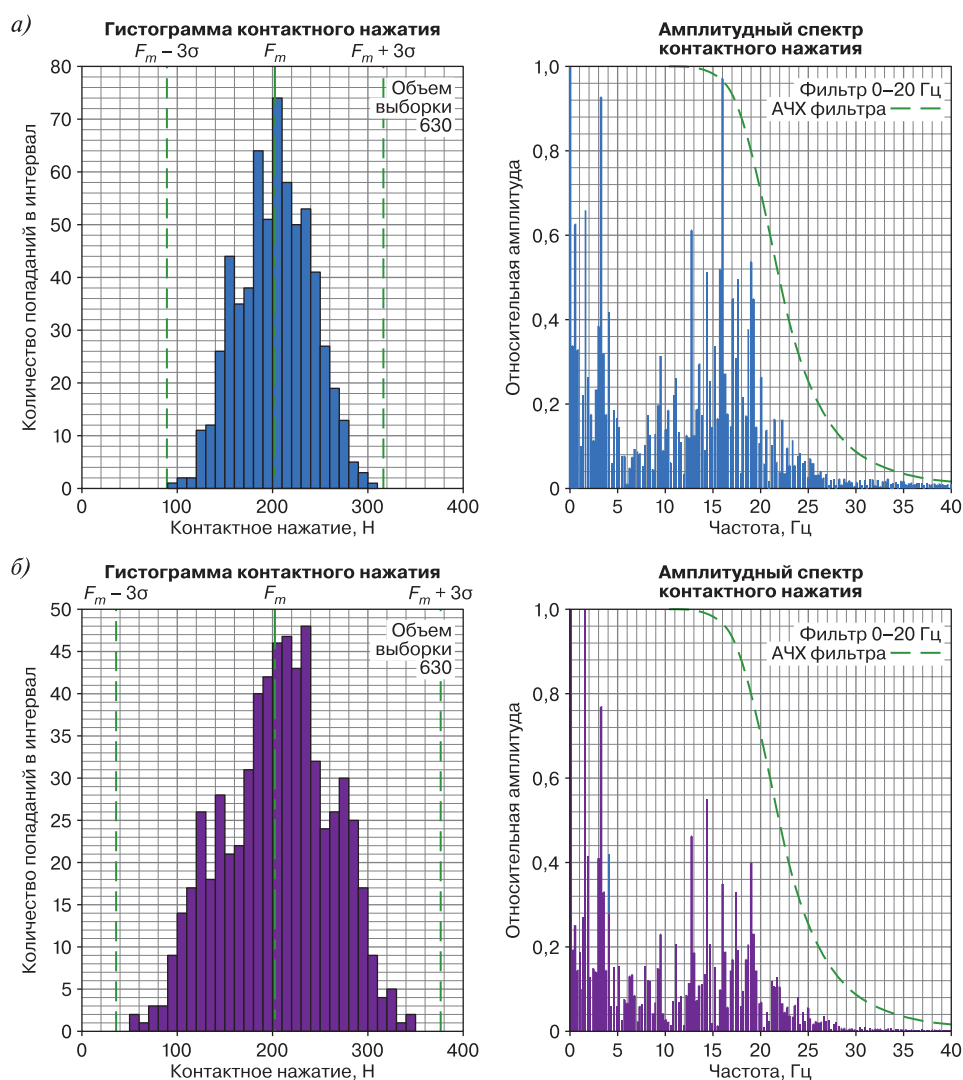 а)
Гистограмма контактного нажатия
F_m – 3σ F_m F_m + 3σ
Объем
выборки
630
Количество попаданий в интервал
80
70
60
50
40
30
20
10
0
0 100 200 300 400
Контактное нажатие, Н
Амплитудный спектр
контактного нажатия
Фильтр 0–20 Гц
АЧХ фильтра
Относительная амплитуда
1,0
0,8
0,6
0,4
0,2
0
0 5 10 15 20 25 30 35 40
Частота, Гц
б)
Гистограмма контактного нажатия
F_m – 3σ F_m F_m + 3σ
Объем
выборки
630
Количество попаданий в интервал
50
45
40
35
30
25
20
15
10
5
0
0 100 200 300 400
Контактное нажатие, Н
Амплитудный спектр
контактного нажатия
Фильтр 0–20 Гц
АЧХ фильтра
Относительная амплитуда
1,0
0,8
0,6
0,4
0,2
0
0 5 10 15 20 25 30 35 40
Частота, Гц